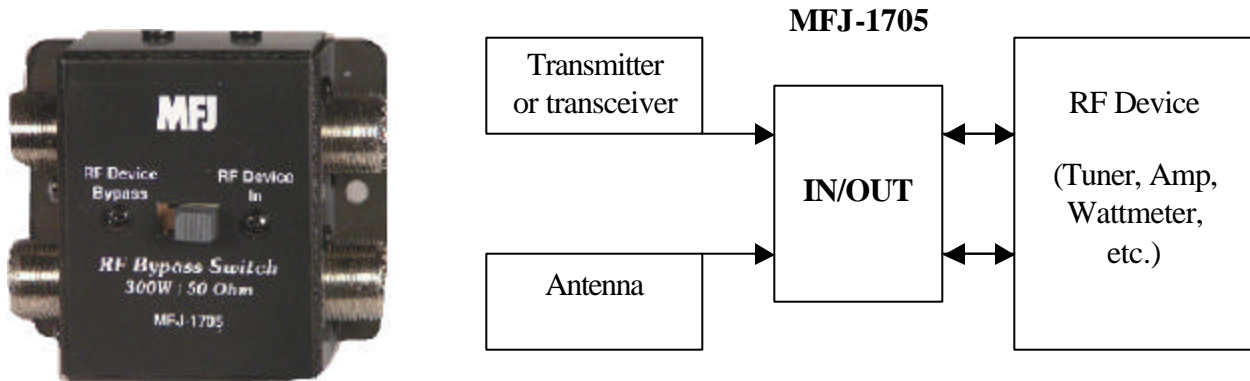 MFJ
RF Device
Bypass
RF Device
In
RF Bypass Switch
300W : 50 Ohm
MFJ-1705
MFJ-1705
Transmitter
or transceiver
IN/OUT
Antenna
RF Device
(Tuner, Amp,
Wattmeter,
etc.)